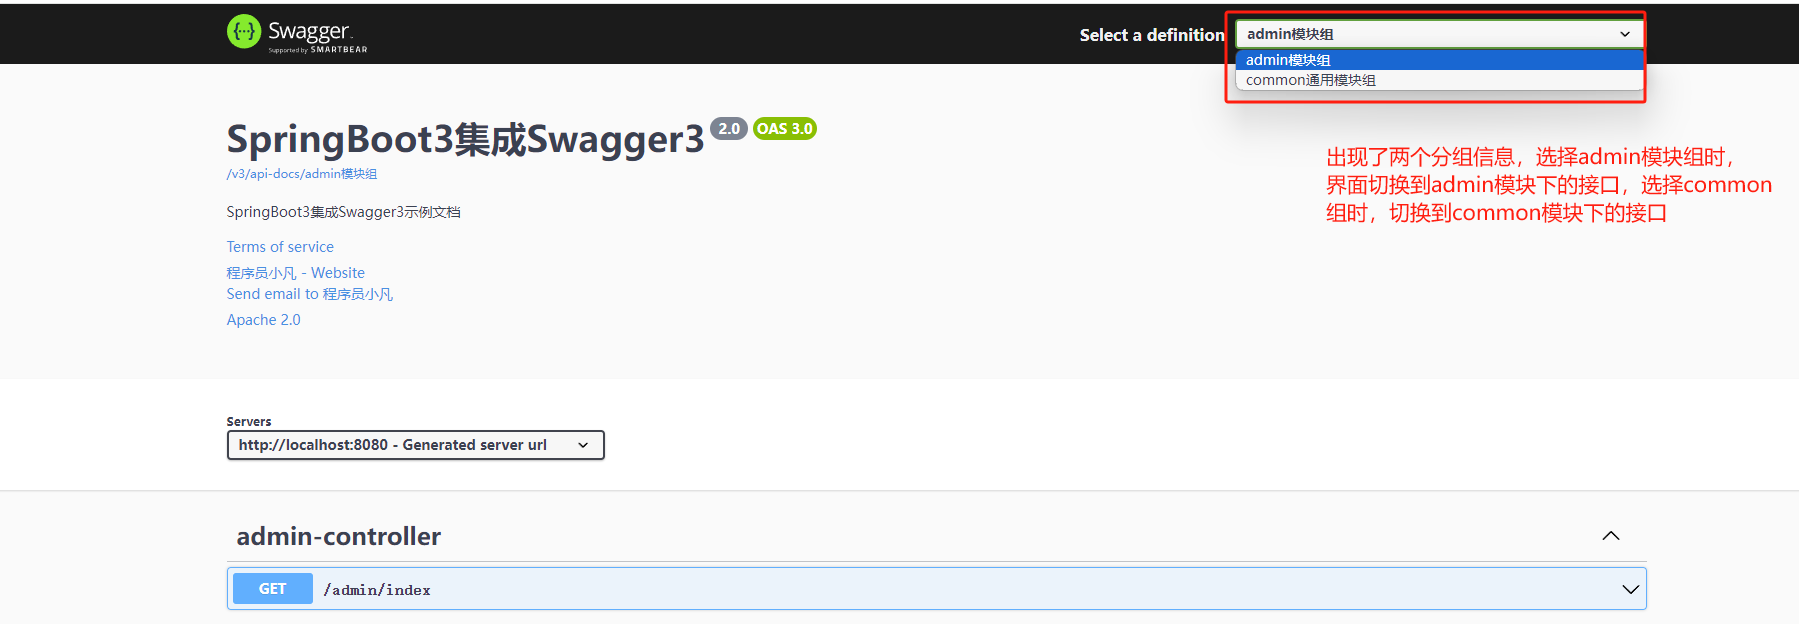 Swagger
Supported by SMARTBEAR
Select a definition
admin模块组
admin模块组
common通用模块组
SpringBoot3集成Swagger3 2.0 OAS 3.0
/v3/api-docs/admin模块组
SpringBoot3集成Swagger3示例文档
Terms of service
程序员小凡 - Website
Send email to 程序员小凡
Apache 2.0
出现了两个分组信息，选择admin模块组时，
界面切换到admin模块下的接口，选择common
组时，切换到common模块下的接口
Servers
http://localhost:8080 - Generated server url
admin-controller
GET /admin/index